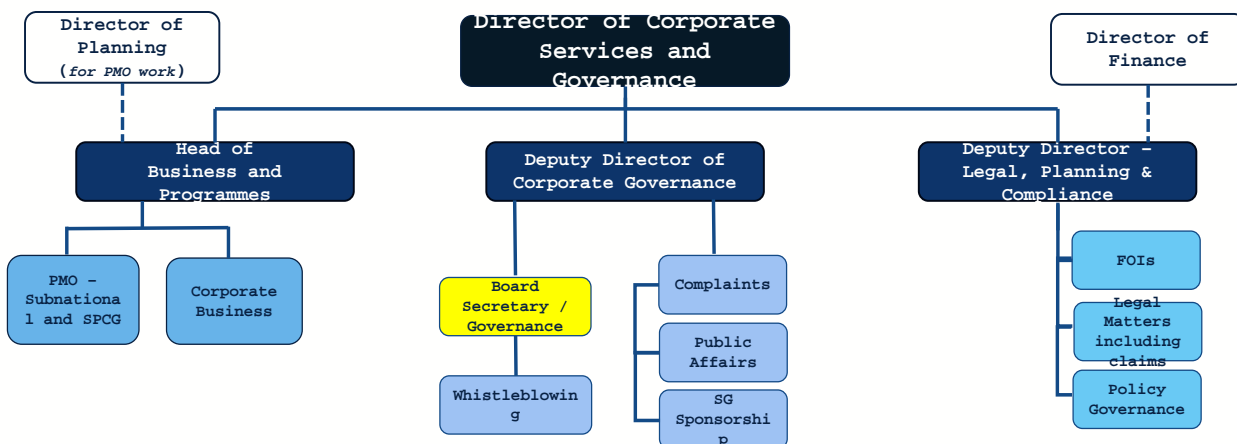 Director of
Planning
(for PMO work)
Director of Corporate
Services and
Governance
Director of
Finance
Head of
Business and
Programmes
Deputy Director of
Corporate Governance
Deputy Director –
Legal, Planning &
Compliance
PMO –
Subnationa
l and SPCG
Corporate
Business
Board
Secretary /
Governance
Whistleblowin
g
Complaints
Public
Affairs
SG
Sponsorshi
p
FOIs
Legal
Matters
including
claims
Policy
Governance